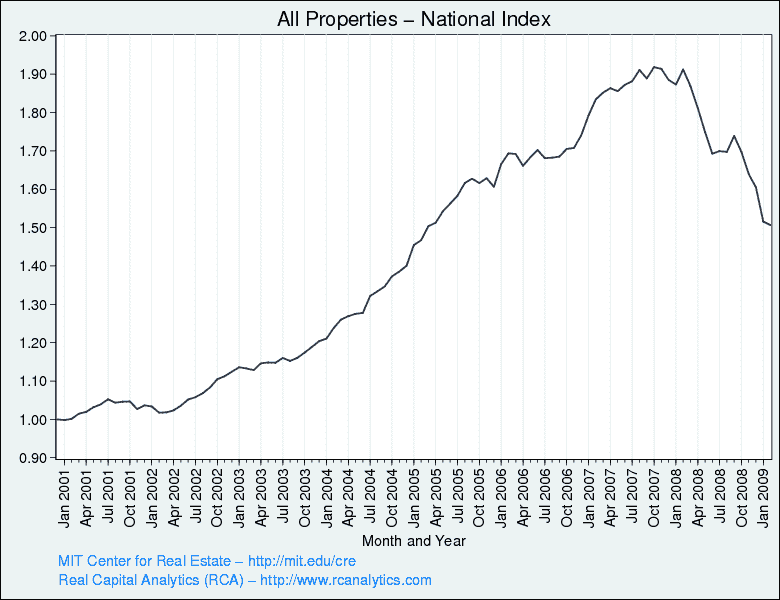 All Properties – National Index
2.00
1.90
1.80
1.70
1.60
1.50
1.40
1.30
1.20
1.10
1.00
0.90
Jan 2001
Apr 2001
Jul 2001
Oct 2001
Jan 2002
Apr 2002
Jul 2002
Oct 2002
Jan 2003
Apr 2003
Jul 2003
Oct 2003
Jan 2004
Apr 2004
Jul 2004
Oct 2004
Jan 2005
Apr 2005
Jul 2005
Oct 2005
Jan 2006
Apr 2006
Jul 2006
Oct 2006
Jan 2007
Apr 2007
Jul 2007
Oct 2007
Jan 2008
Apr 2008
Jul 2008
Oct 2008
Jan 2009
Month and Year
MIT Center for Real Estate – http://mit.edu/cre
Real Capital Analytics (RCA) – http://www.rcanalytics.com